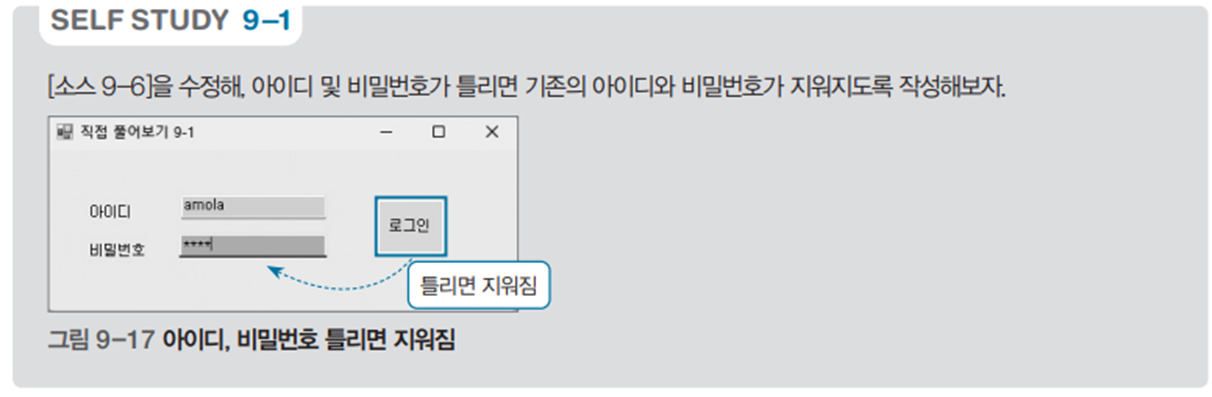 SELF STUDY 9-1
[소스 9-6]을 수정해, 아이디 및 비밀번호가 틀리면 기존의 아이디와 비밀번호가 지워지도록 작성해보자.
직접 풀어보기 9-1
아이디 amola
비밀번호 ****
로그인
틀리면 지워짐
그림 9-17 아이디, 비밀번호 틀리면 지워짐